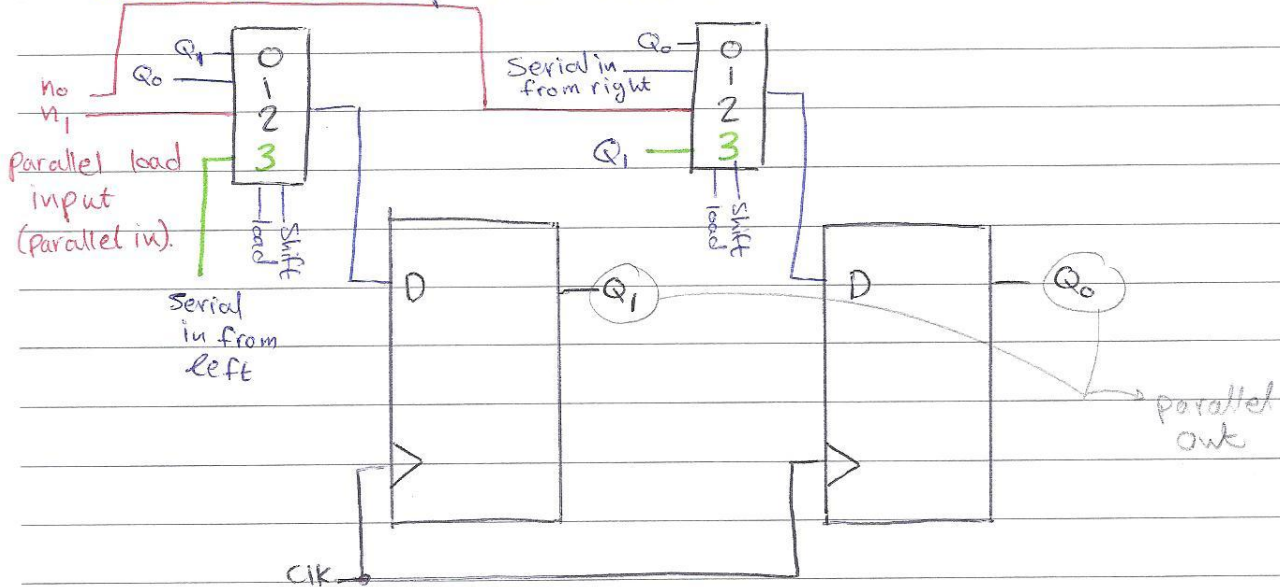 Q1
Q0
0
1
2
3
n0
n1
parallel load
input
(parallel in).
load
Shift
Serial
in from
left
Q0
Serial in
from right
Q1
0
1
2
3
load
Shift
D
Q1
D
Q0
parallel
out
Clk